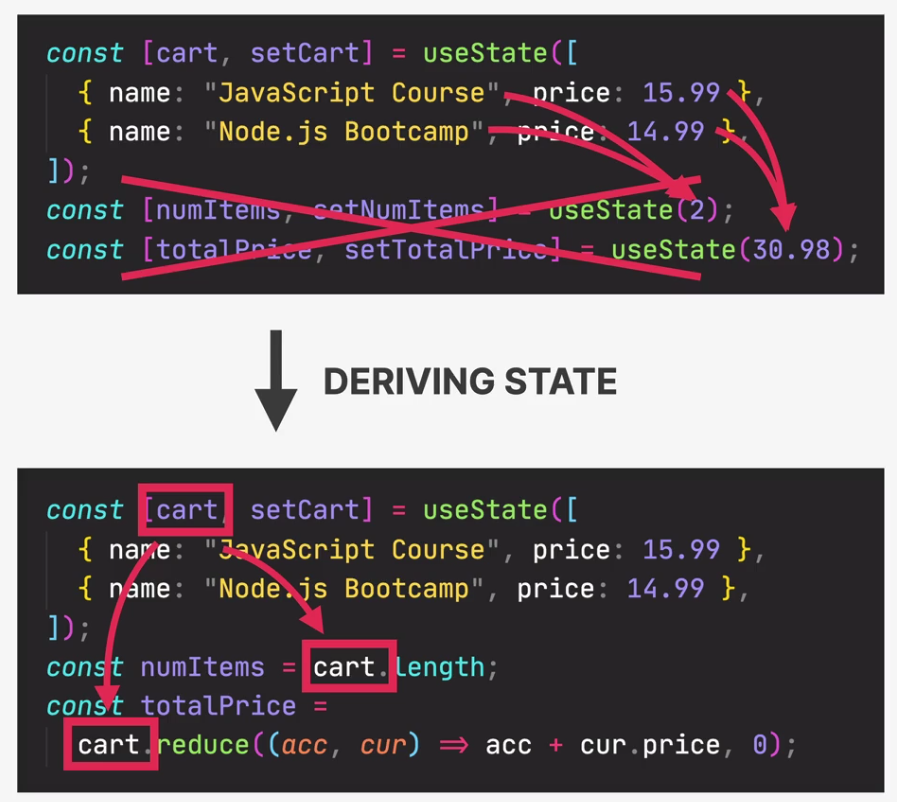 const [cart, setCart] = useState([
{ name: "JavaScript Course", price: 15.99 },
{ name: "Node.js Bootcamp", price: 14.99 },
]);
const [numItems, setNumItems] = useState(2);
const [totalPrice, setTotalPrice] = useState(30.98);
DERIVING STATE
const [cart, setCart] = useState([
{ name: "JavaScript Course", price: 15.99 },
{ name: "Node.js Bootcamp", price: 14.99 },
]);
const numItems = cart.length;
const totalPrice =
cart.reduce((acc, cur) => acc + cur.price, 0);